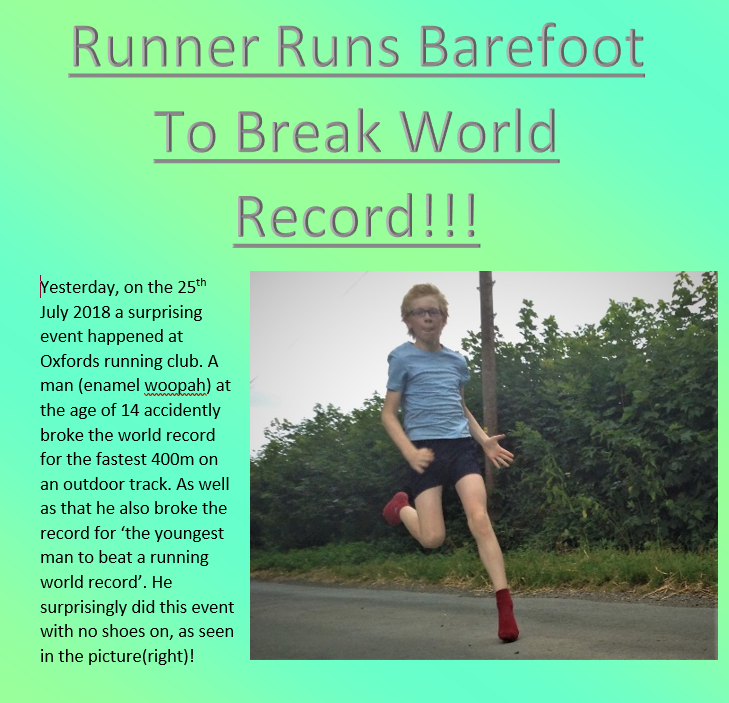 Runner Runs Barefoot
To Break World
Record!!!
Yesterday, on the 25th
July 2018 a surprising
event happened at
Oxfords running club. A
man (enamel woopah) at
the age of 14 accidently
broke the world record
for the fastest 400m on
an outdoor track. As well
as that he also broke the
record for ‘the youngest
man to beat a running
world record’. He
surprisingly did this event
with no shoes on, as seen
in the picture(right)!